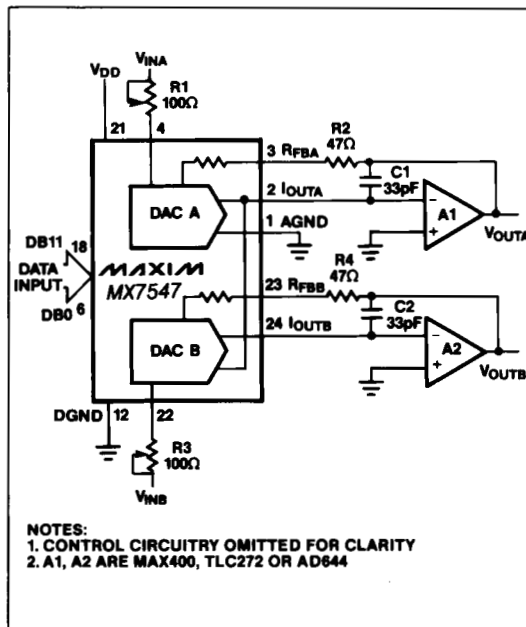 VINA
VDD
R1
100Ω
21
4
3 RFBA
R2
47Ω
C1
33pF
2 IOUTA
DAC A
1 AGND
A1
VOUTA
DB11 18
DATA
INPUT
DB0 6
MAXIM
MX7547
23 RFBB
R4
47Ω
C2
33pF
24 IOUTB
DAC B
A2
VOUTB
DGND 12
22
R3
100Ω
VINB
- +
- +
NOTES:
1. CONTROL CIRCUITRY OMITTED FOR CLARITY
2. A1, A2 ARE MAX400, TLC272 OR AD644